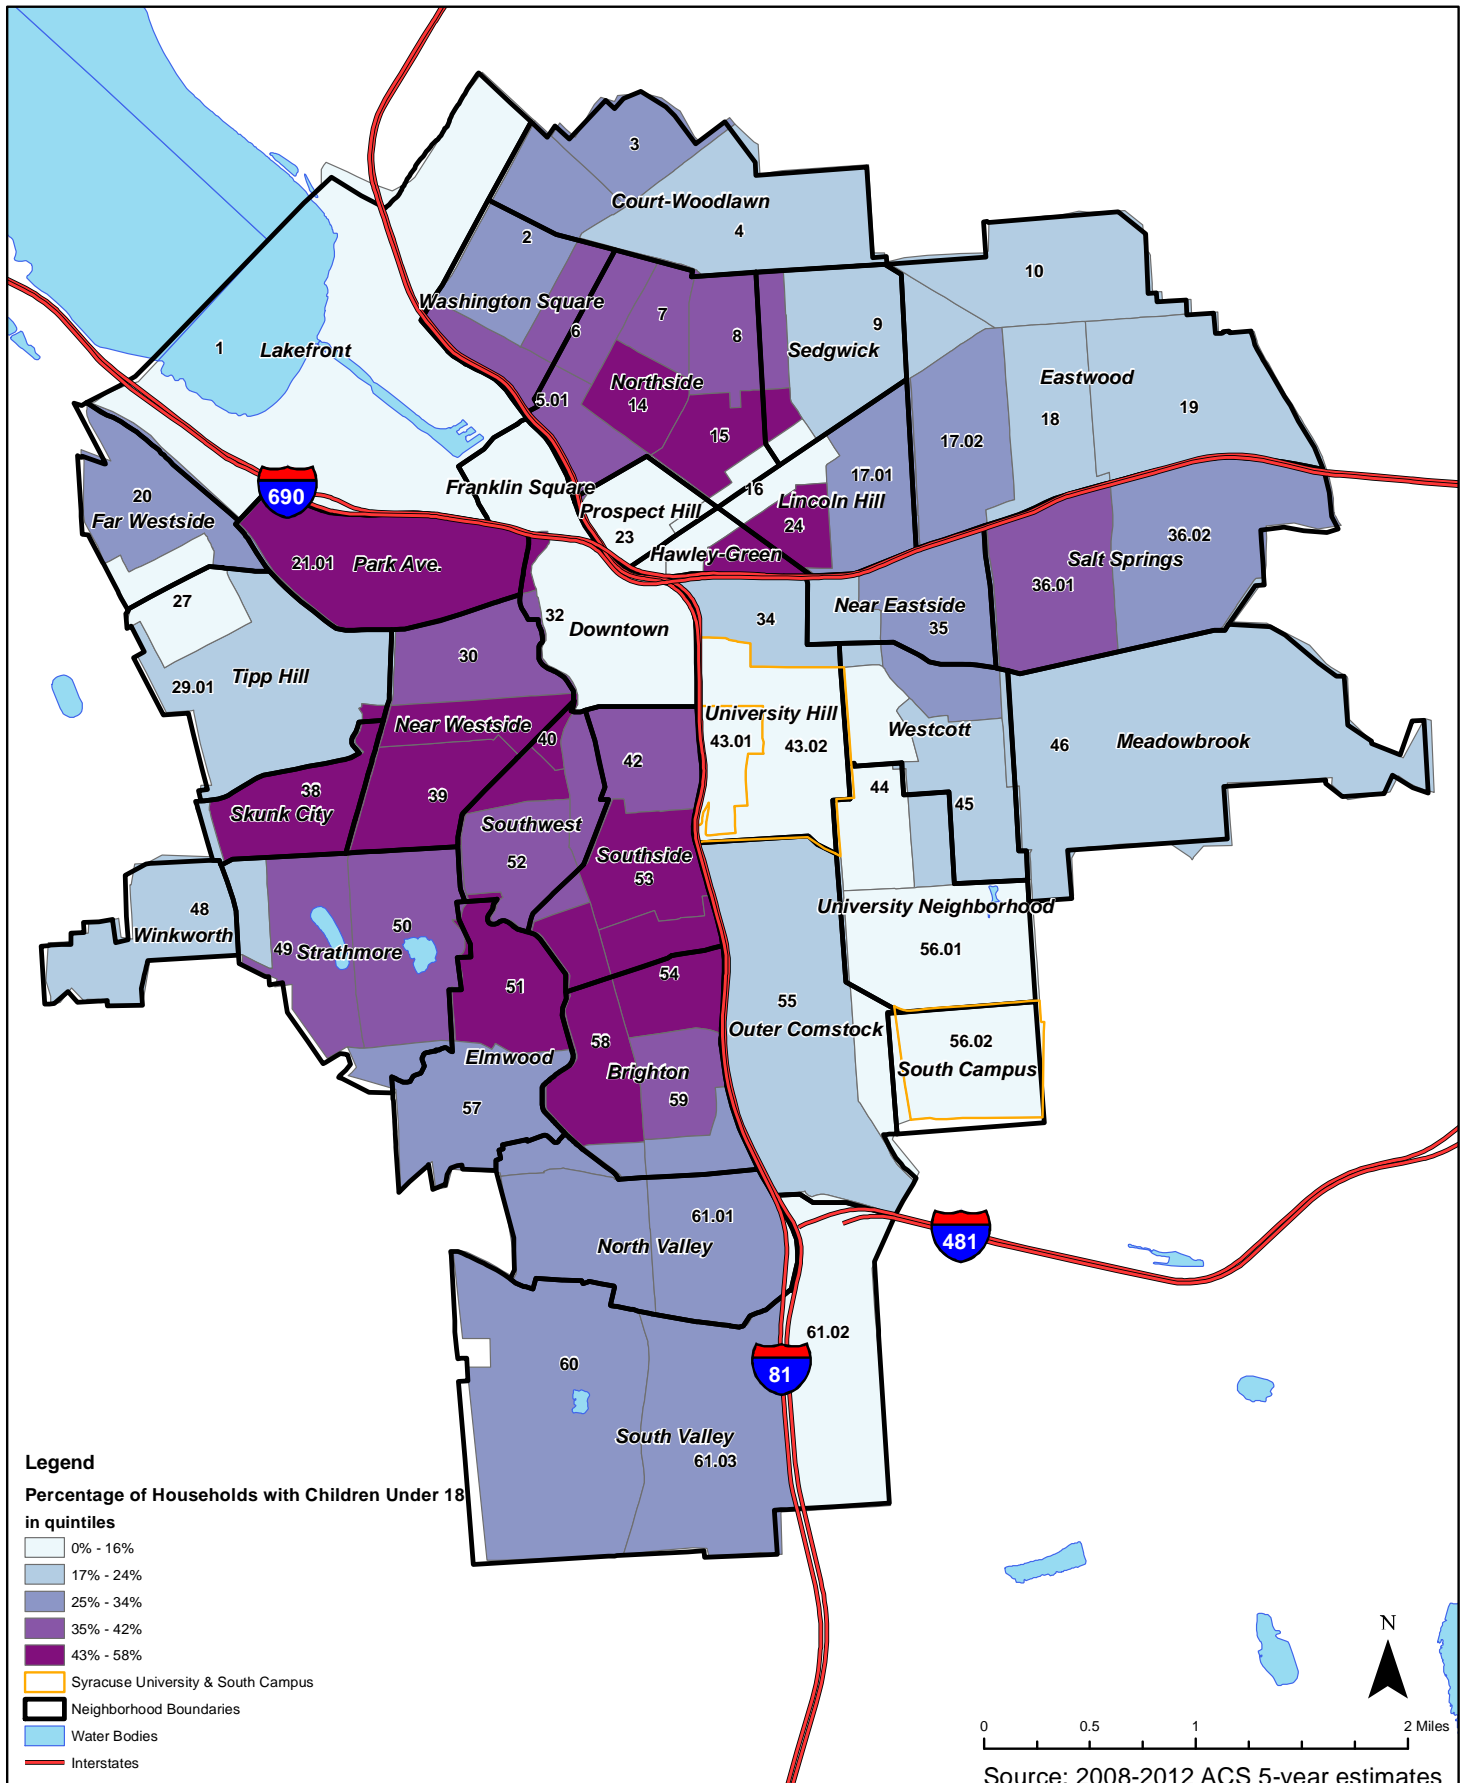 3
Court-Woodlawn
4
2
10
Washington Square
6
7
8
9
Sedgwick
1
Lakefront
Eastwood
Northside
5.01
14
18
19
15
17.02
17.01
Franklin Square
16
Lincoln Hill
20
690
Far Westside
Prospect Hill
23
24
Hawley-Green
36.02
Salt Springs
21.01
Park Ave.
36.01
27
32
Downtown
34
Near Eastside
35
30
Tipp Hill
29.01
Near Westside
40
University Hill
43.01
43.02
Westcott
46
Meadowbrook
42
38
Skunk City
39
44
45
Southwest
52
Southside
53
48
Winkworth
49
Strathmore
50
University Neighborhood
56.01
51
54
55
Outer Comstock
58
Elmwood
Brighton
59
56.02
South Campus
57
61.01
North Valley
481
61.02
60
81
South Valley
61.03
Legend
Percentage of Households with Children Under 18
in quintiles
0% - 16%
17% - 24%
25% - 34%
35% - 42%
43% - 58%
Syracuse University & South Campus
Neighborhood Boundaries
Water Bodies
Interstates
N
0 0.5 1 2 Miles
Source: 2008-2012 ACS 5-year estimates